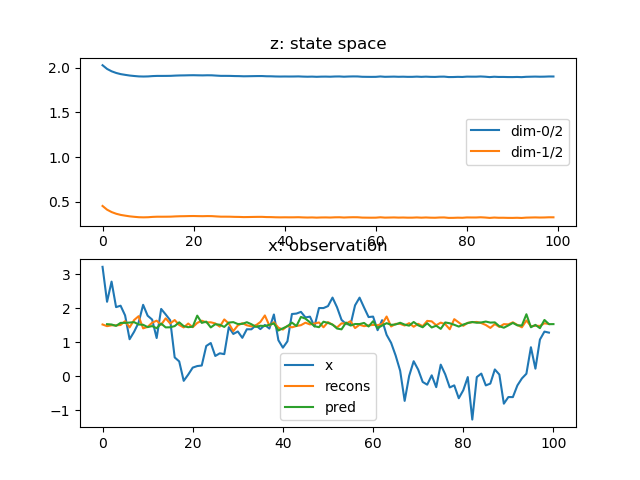 z: state space
2.0
1.5
1.0
0.5
dim-0/2
dim-1/2
0 20 40 60 80 100
x: observation
3
2
1
0
−1
x
recons
pred
0 20 40 60 80 100